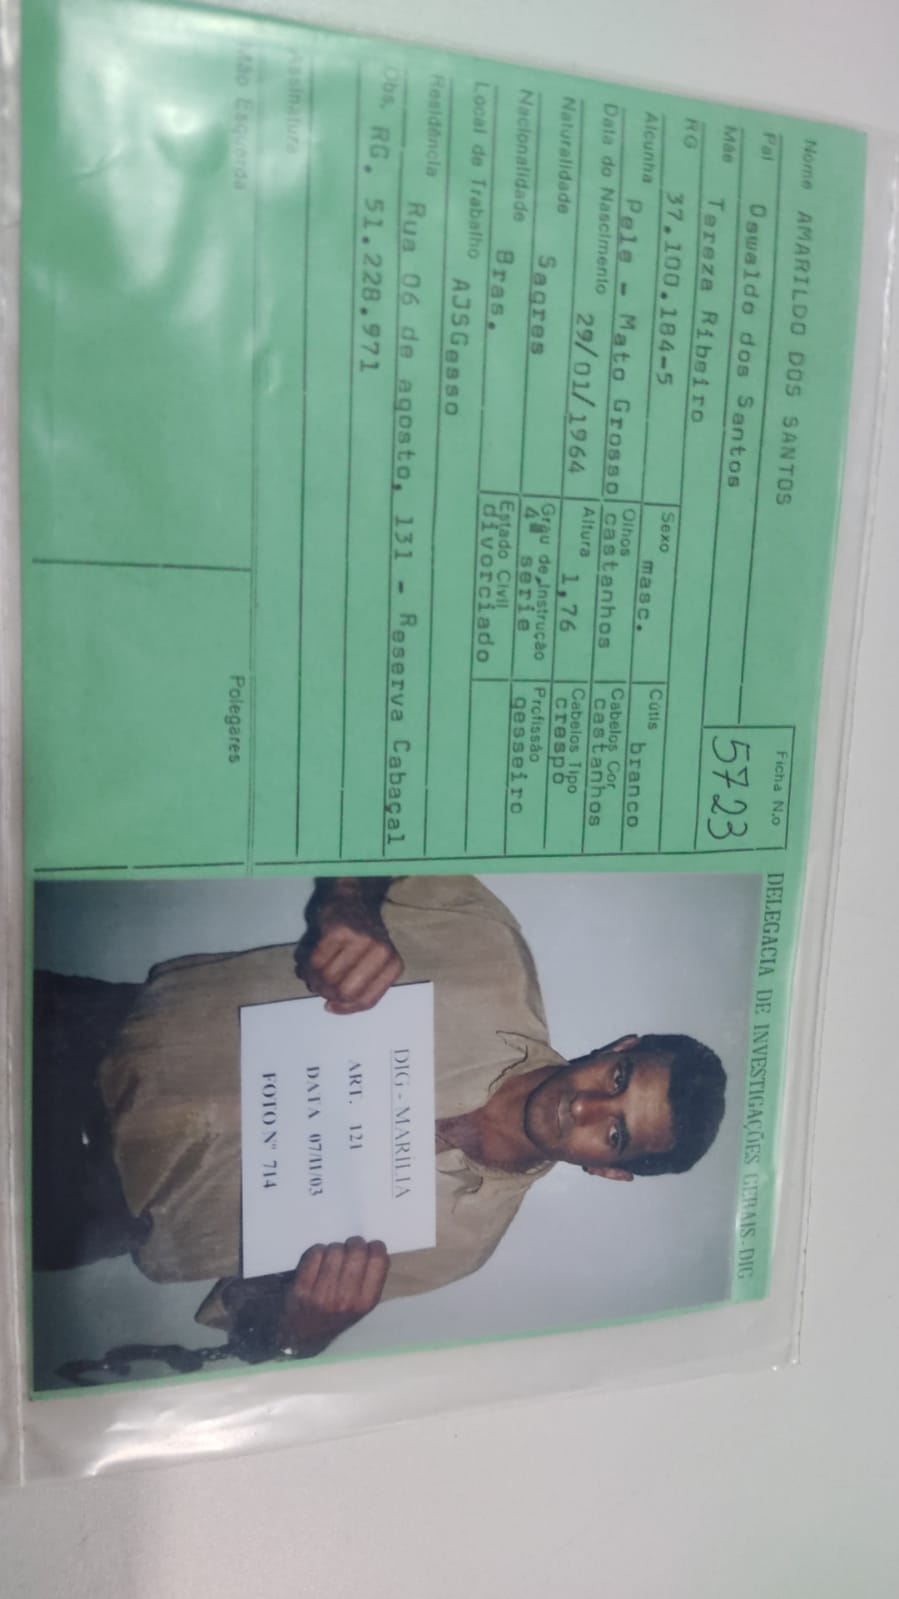 Nome AMARILDO DOS SANTOS
Ficha N.o
5723
Pai Oswaldo dos Santos
Mãe Tereza Ribeiro
RG 37.100.184-5
Sexo masc.
Cútis branco
Alcunha Pele - Mato Grosso
Olhos castanhos
Cabelos Cor castanhos
Data do Nascimento 29/01/1964
Altura 1,76
Cabelos Tipo crespo
Naturalidade Sagres
Grau de Instrução 4ª serie
Profissão gesseiro
Nacionalidade Bras.
Estado Civil divorciado
Local de Trabalho AJSGesso
Residência Rua 06 de agosto, 131 - Reserva Cabaçal
Obs. RG. 51.228.971
Assinatura
Mão Esquerda
Polegares
DELEGACIA DE INVESTIGAÇÕES GERAIS-DIG
DIG - MARÍLIA
ART. 121
DATA 07/11/03
FOTO Nº 714